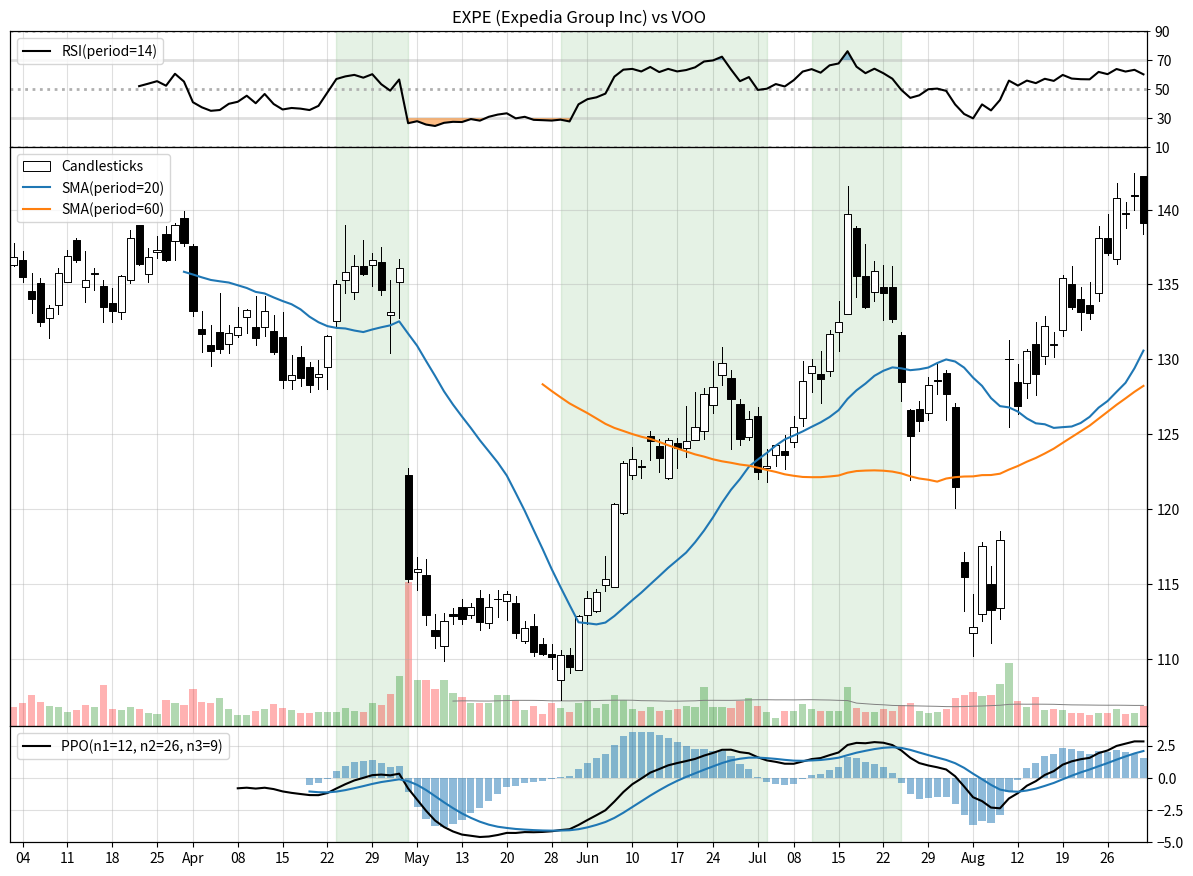 EXPE (Expedia Group Inc) vs VOO
RSI(period=14)
90
70
50
30
10
Candlesticks
SMA(period=20)
SMA(period=60)
140
135
130
125
120
115
110
PPO(n1=12, n2=26, n3=9)
2.5
0.0
−2.5
−5.0
04 11 18 25 Apr 08 15 22 29 May 13 20 28 Jun 10 17 24 Jul 08 15 22 29 Aug 12 19 26